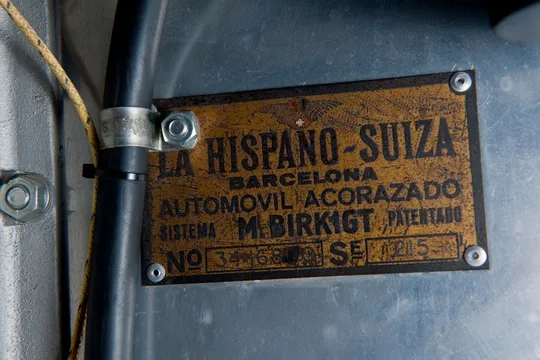 LA HISPANO-SUIZA
BARCELONA
AUTOMOVIL ACORAZADO
SISTEMA M. BIRKIGT PATENTADO
No SE